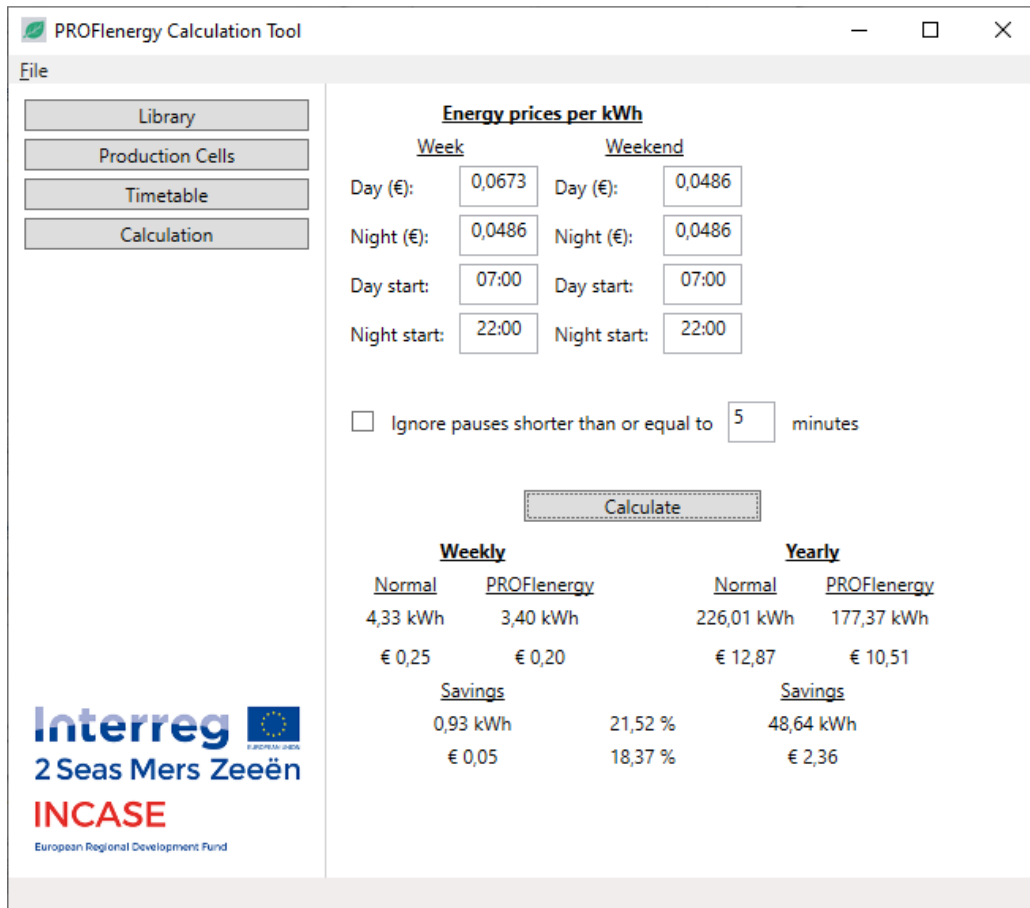 PROFIenergy Calculation Tool
File
Library
Production Cells
Timetable
Calculation
Energy prices per kWh
Week Weekend
Day (€): 0,0673 Day (€): 0,0486
Night (€): 0,0486 Night (€): 0,0486
Day start: 07:00 Day start: 07:00
Night start: 22:00 Night start: 22:00
Ignore pauses shorter than or equal to 5 minutes
Calculate
Weekly Yearly
Normal PROFIenergy Normal PROFIenergy
4,33 kWh 3,40 kWh 226,01 kWh 177,37 kWh
€ 0,25 € 0,20 € 12,87 € 10,51
Savings Savings
0,93 kWh 21,52 % 48,64 kWh
€ 0,05 18,37 % € 2,36
Interreg
EUROPEAN UNION
2 Seas Mers Zeeën
INCASE
European Regional Development Fund